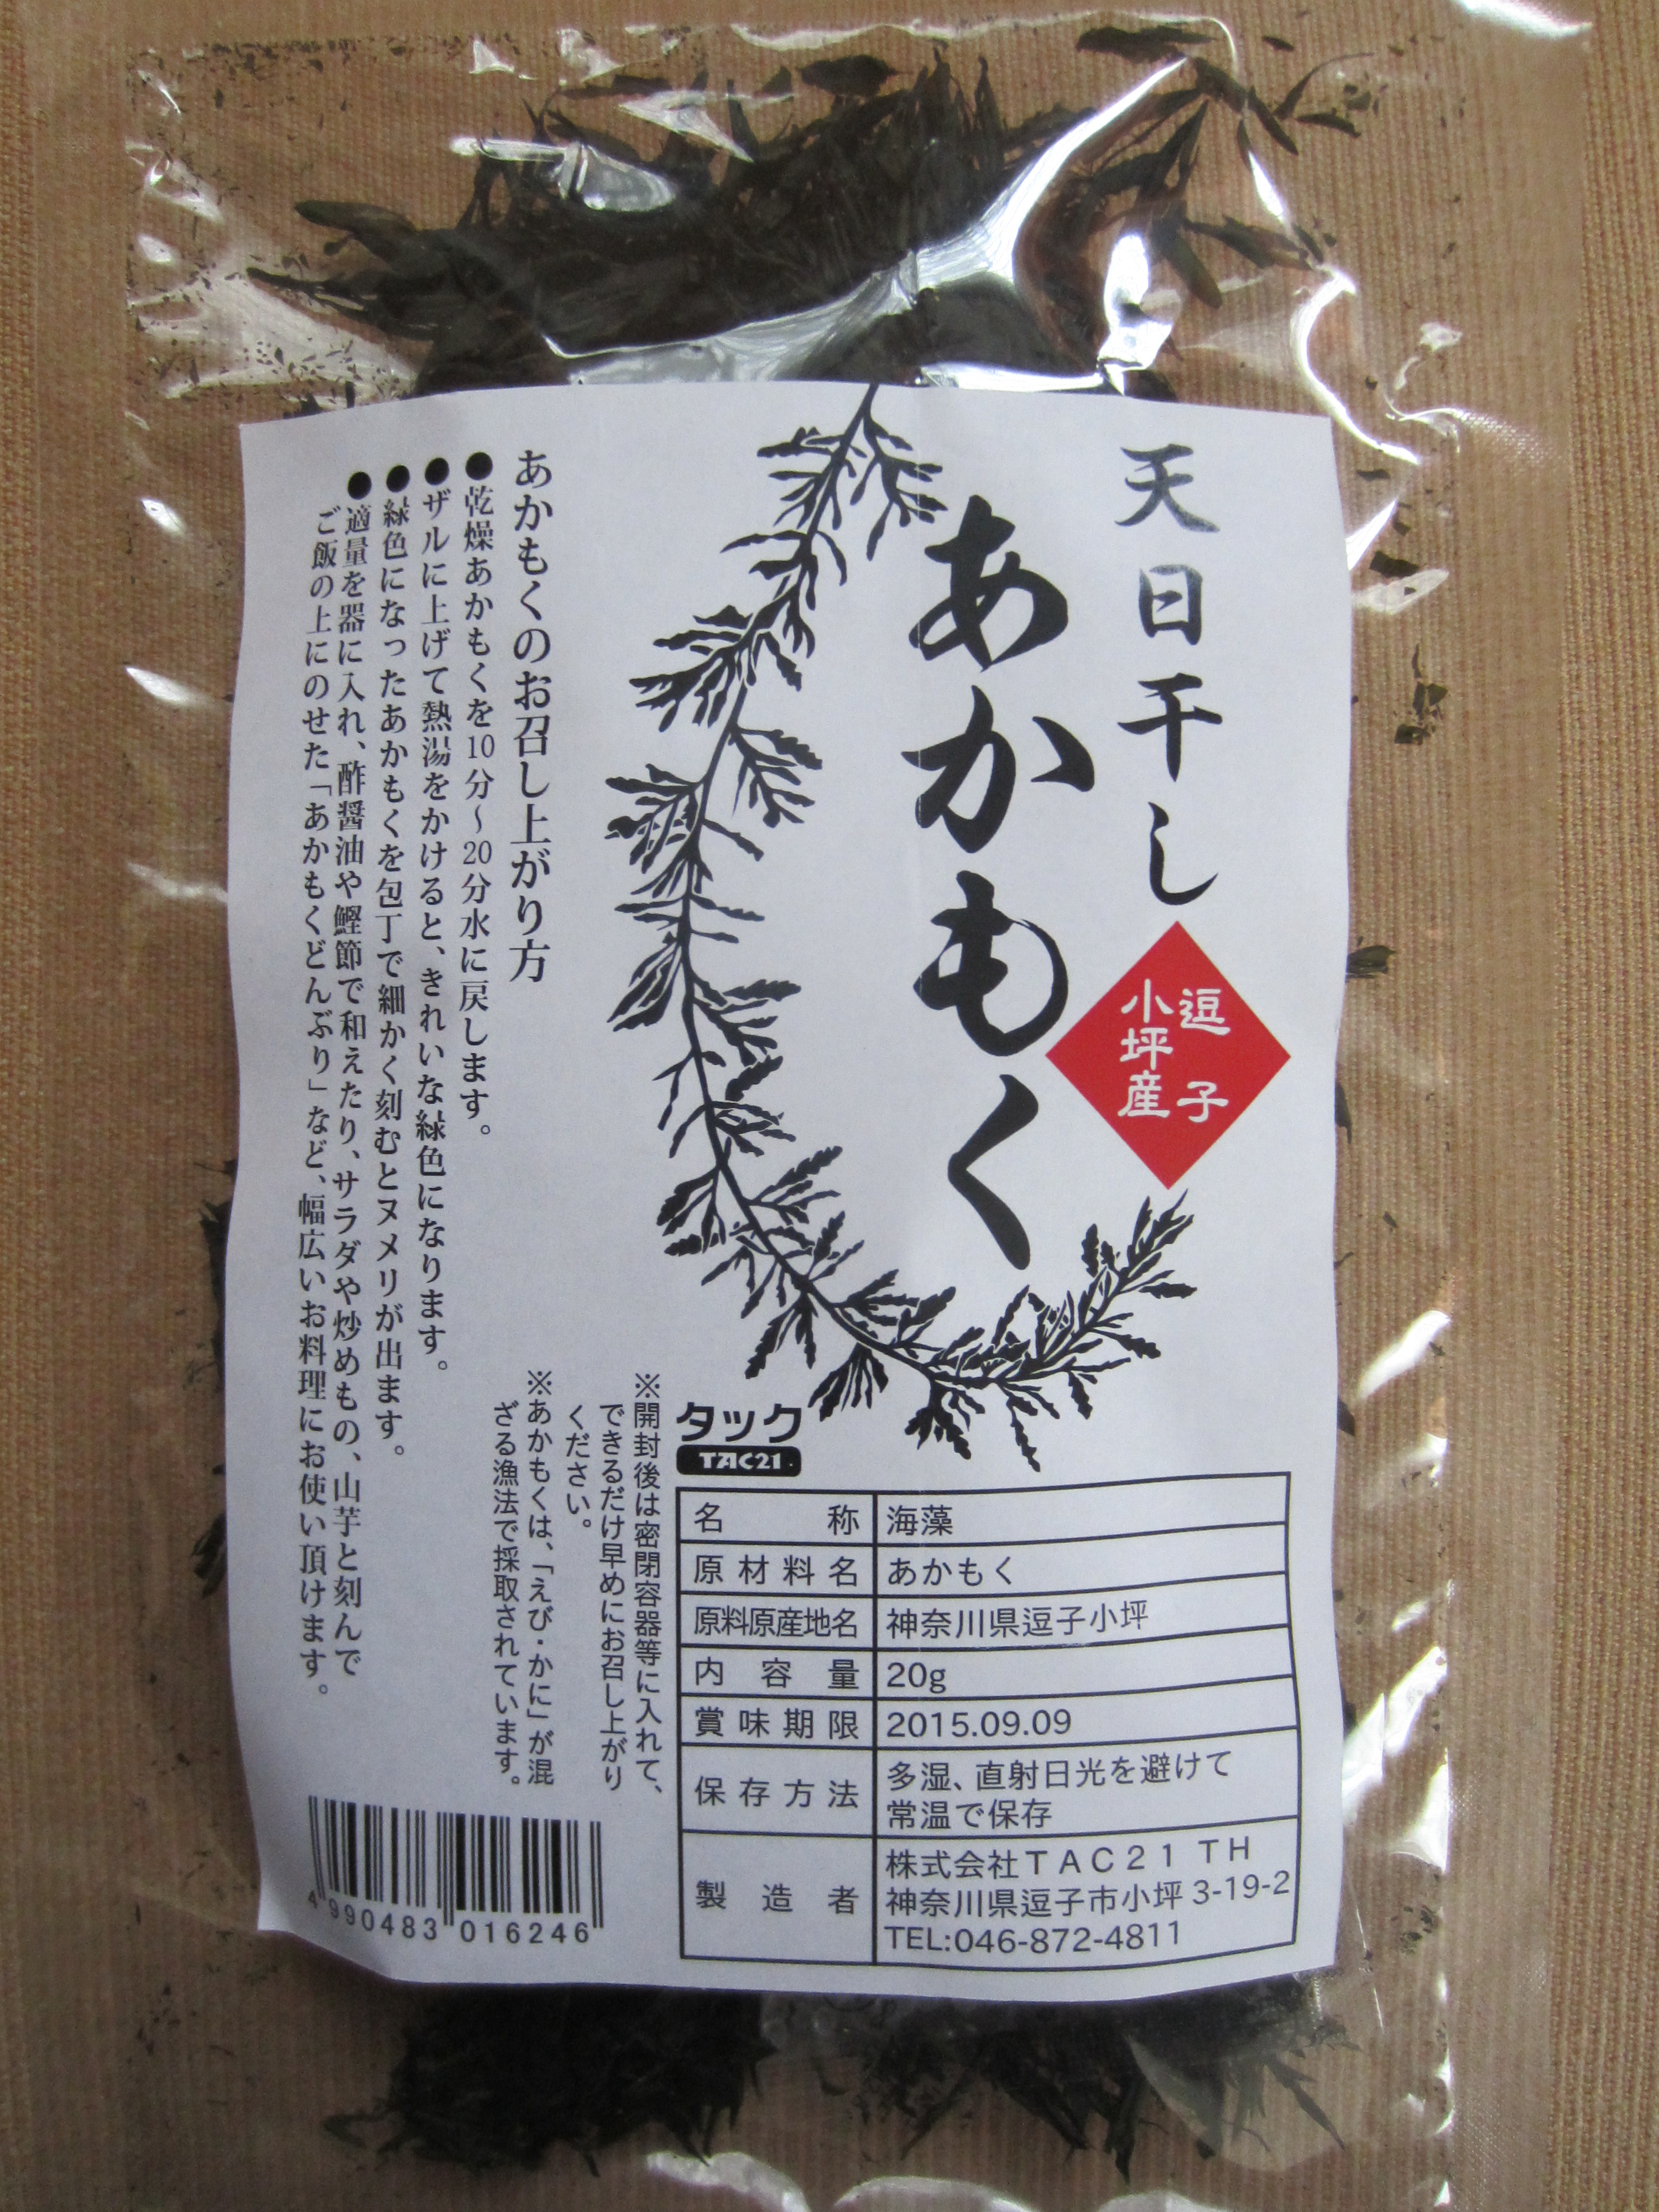 天日干し
あかもく
逗子
小坪産
あかもくのお召し上がり方
●乾燥あかもくを10分～20分水に戻します。
●ザルに上げて熱湯をかけると、きれいな緑色になります。
●緑色になったあかもくを包丁で細かく刻むとヌメリが出ます。
●適量を器に入れ、酢醤油や鰹節で和えたり、サラダや炒めもの、山芋と刻んで
ご飯の上にのせた「あかもくどんぶり」など、幅広いお料理にお使い頂けます。
タック
TAC21
※開封後は密閉容器等に入れて、
できるだけ早めにお召し上がり
ください。
※あかもくは、「えび・かに」が混
ざる漁法で採取されています。
名称 海藻
原材料名 あかもく
原料原産地名 神奈川県逗子小坪
内容量 20g
賞味期限 2015.09.09
保存方法 多湿、直射日光を避けて
常温で保存
製造者 株式会社ＴＡＣ２１ ＴＨ
神奈川県逗子市小坪 3-19-2
TEL:046-872-4811
4 990483 016246